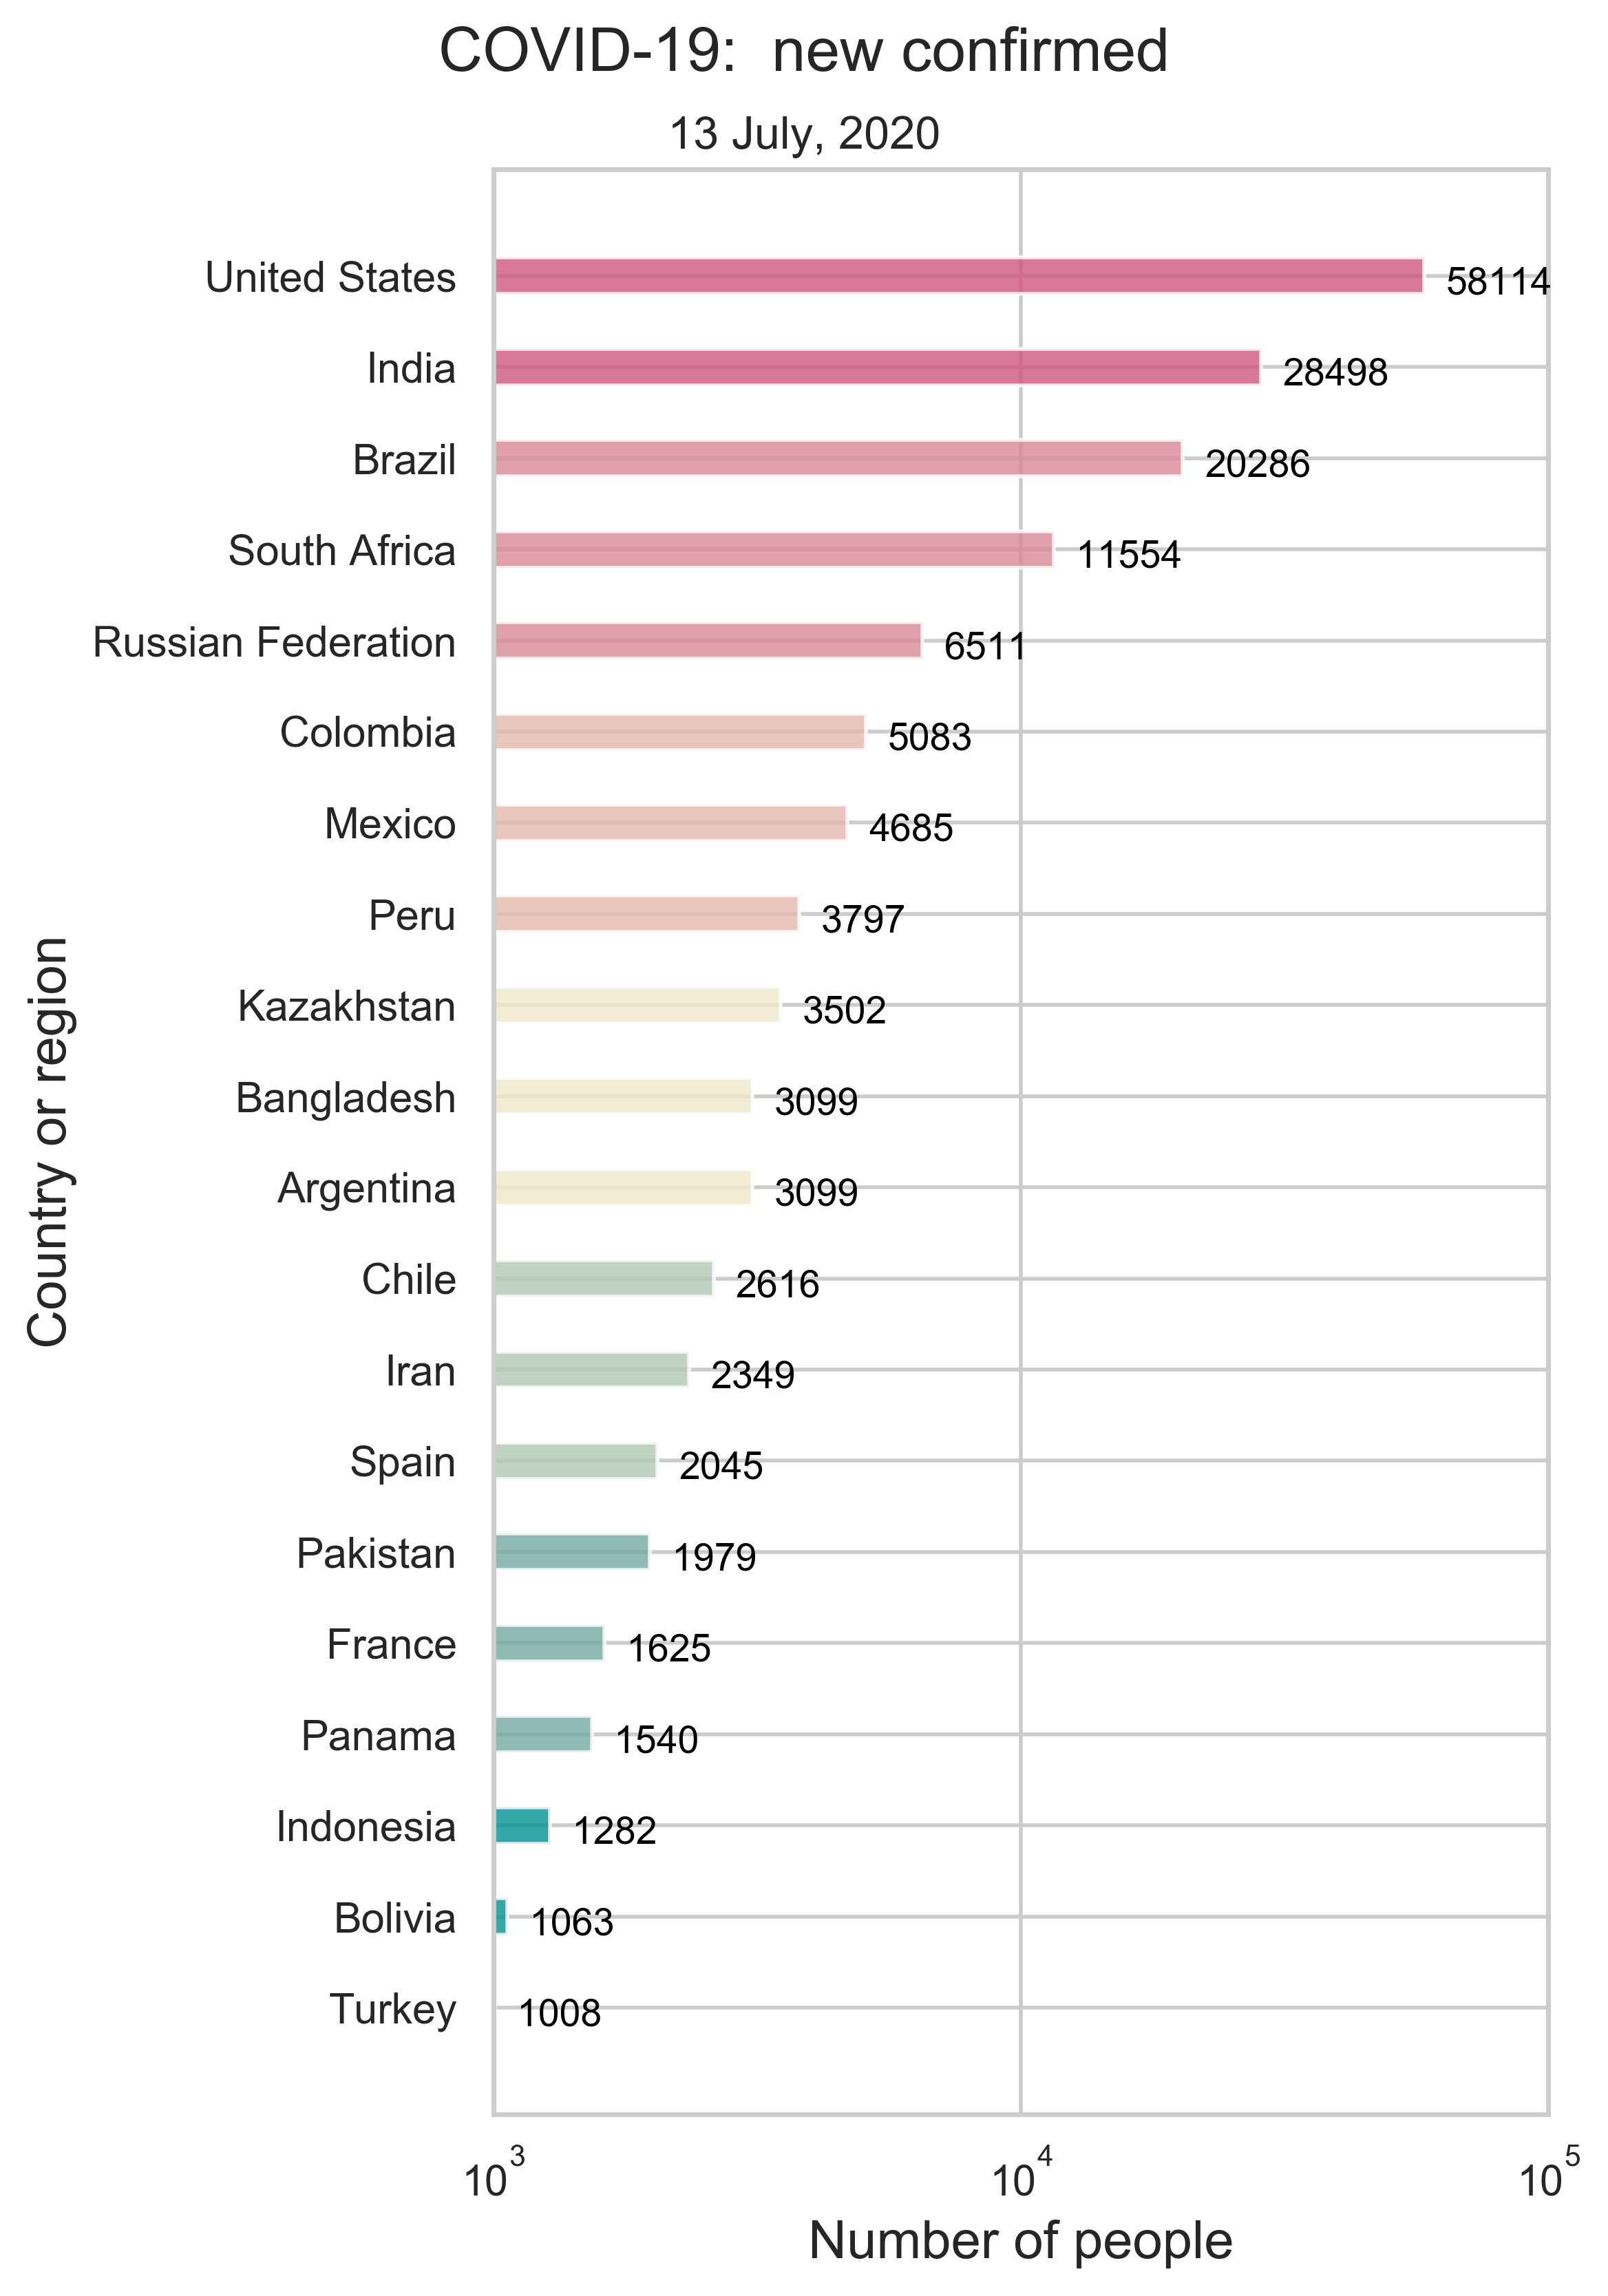 COVID-19:  new confirmed
13 July, 2020
Country or region
United States 58114
India 28498
Brazil 20286
South Africa 11554
Russian Federation 6511
Colombia 5083
Mexico 4685
Peru 3797
Kazakhstan 3502
Bangladesh 3099
Argentina 3099
Chile 2616
Iran 2349
Spain 2045
Pakistan 1979
France 1625
Panama 1540
Indonesia 1282
Bolivia 1063
Turkey 1008
10³ 10⁴ 10⁵
Number of people